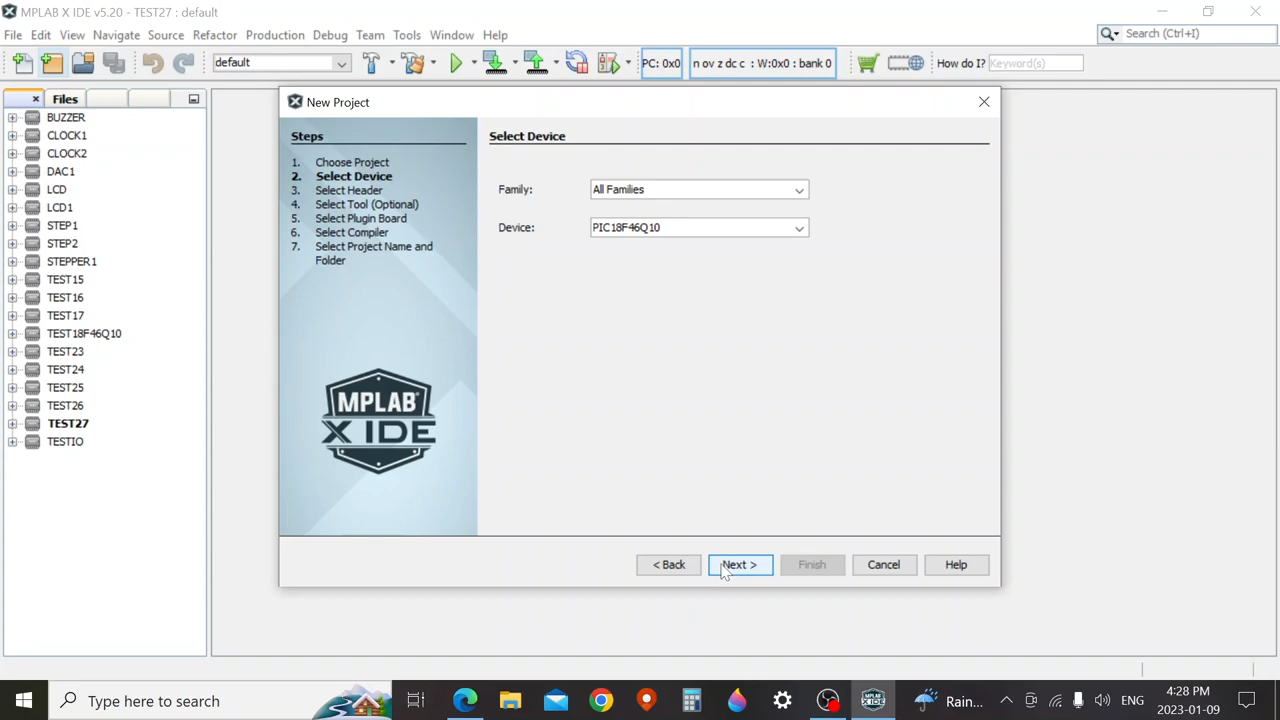 MPLAB X IDE v5.20 - TEST27 : default
File Edit View Navigate Source Refactor Production Debug Team Tools Window Help
Search (Ctrl+I)
default
PC: 0x0
n ov z dc c : W:0x0 : bank 0
How do I? Keyword(s)
Files
BUZZER
CLOCK1
CLOCK2
DAC1
LCD
LCD1
STEP1
STEP2
STEPPER1
TEST15
TEST16
TEST17
TEST18F46Q10
TEST23
TEST24
TEST25
TEST26
TEST27
TESTIO
New Project
Steps
1. Choose Project
2. Select Device
3. Select Header
4. Select Tool (Optional)
5. Select Plugin Board
6. Select Compiler
7. Select Project Name and
Folder
MPLAB
X IDE
Select Device
Family: All Families
Device: PIC18F46Q10
< Back Next > Finish Cancel Help
Type here to search
Rain...
ENG
4:28 PM
2023-01-09